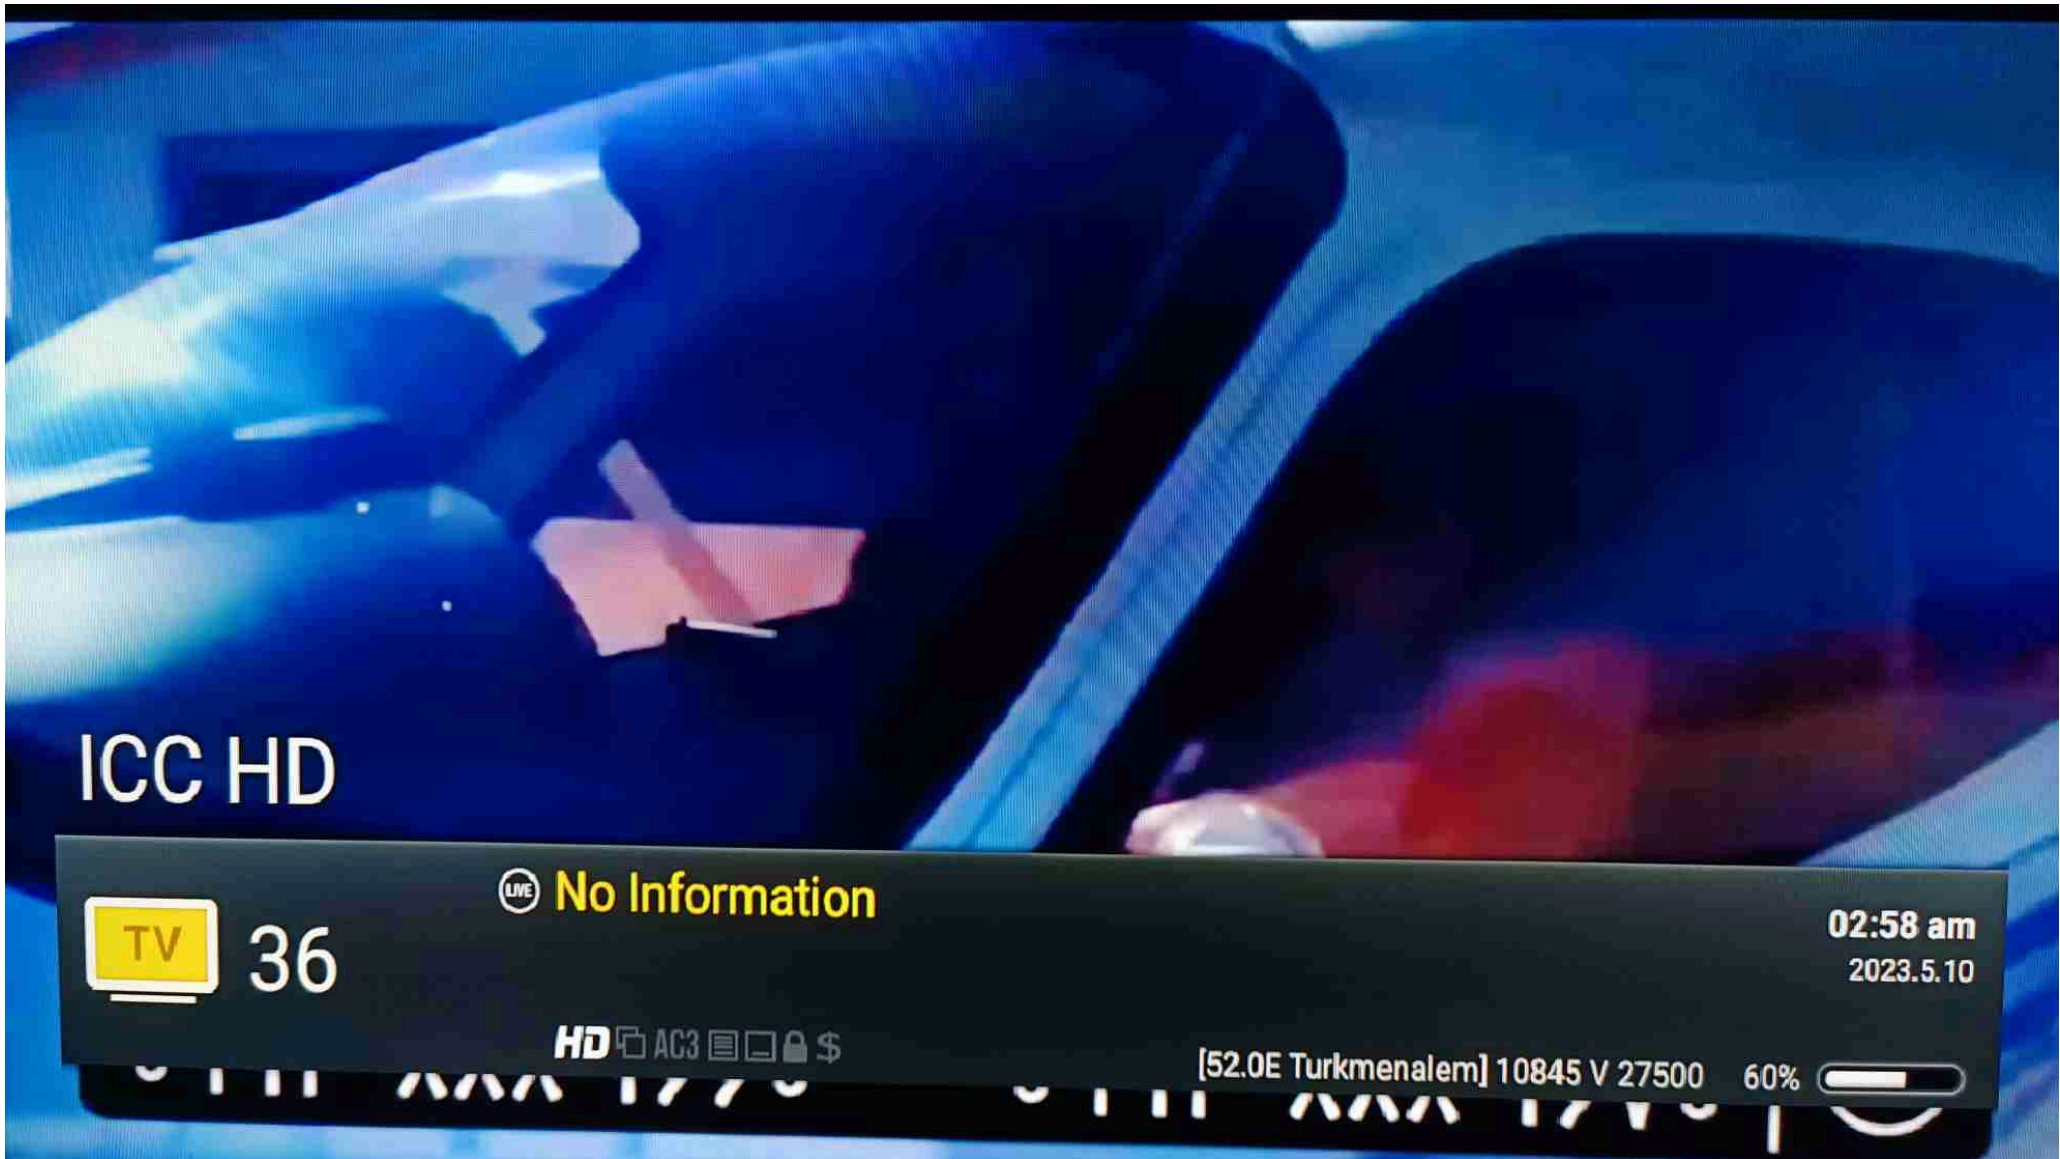 ICC HD
LIVE No Information
TV 36
02:58 am
2023.5.10
HD AC3 $
[52.0E Turkmenalem] 10845 V 27500 60%